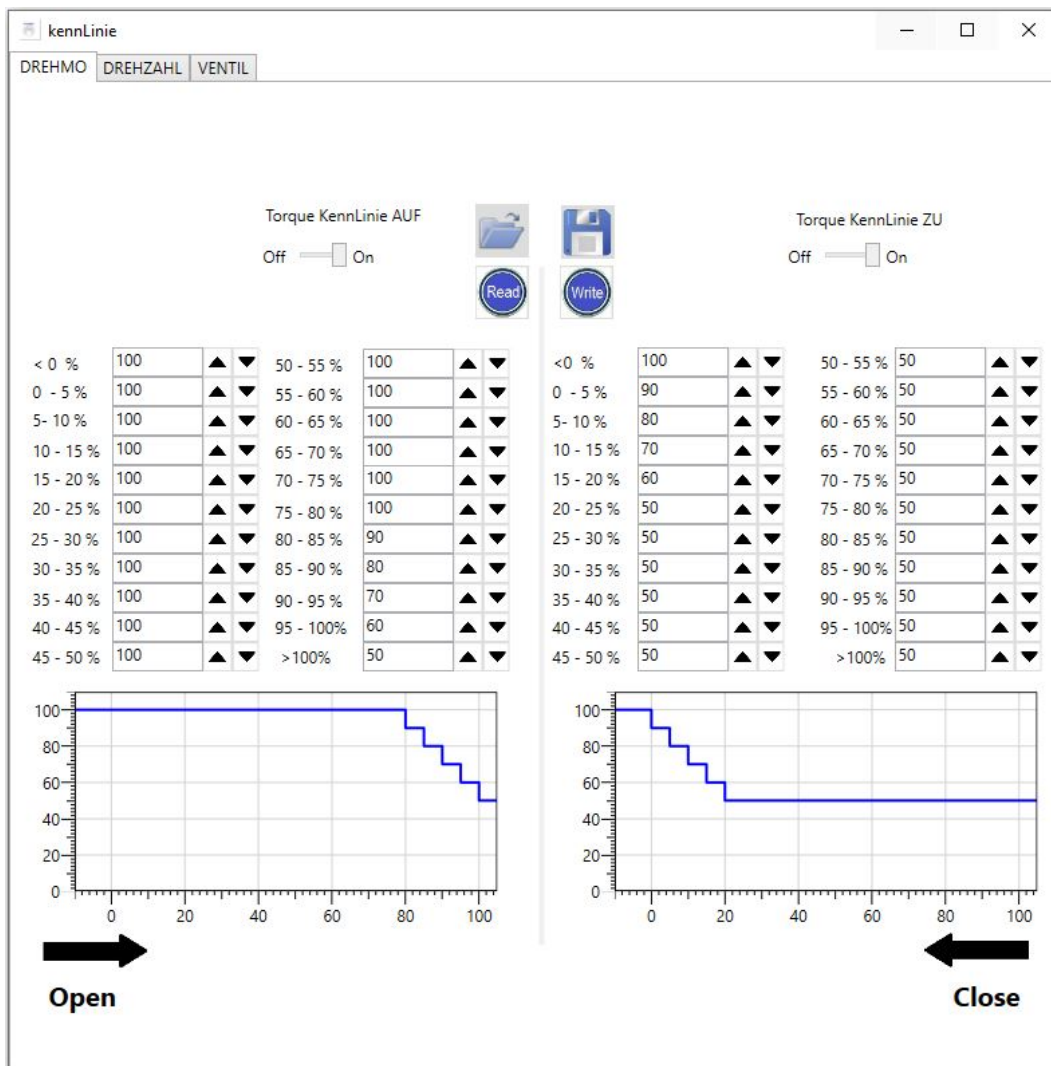 kennLinie
DREHMO DREHZAHL VENTIL
Torque KennLinie AUF
Off On
Torque KennLinie ZU
Off On
Read Write
< 0 % 100 50 - 55 % 100
0 - 5 % 100 55 - 60 % 100
5- 10 % 100 60 - 65 % 100
10 - 15 % 100 65 - 70 % 100
15 - 20 % 100 70 - 75 % 100
20 - 25 % 100 75 - 80 % 100
25 - 30 % 100 80 - 85 % 90
30 - 35 % 100 85 - 90 % 80
35 - 40 % 100 90 - 95 % 70
40 - 45 % 100 95 - 100% 60
45 - 50 % 100 >100% 50
<0 % 100 50 - 55 % 50
0 - 5 % 90 55 - 60 % 50
5- 10 % 80 60 - 65 % 50
10 - 15 % 70 65 - 70 % 50
15 - 20 % 60 70 - 75 % 50
20 - 25 % 50 75 - 80 % 50
25 - 30 % 50 80 - 85 % 50
30 - 35 % 50 85 - 90 % 50
35 - 40 % 50 90 - 95 % 50
40 - 45 % 50 95 - 100% 50
45 - 50 % 50 >100% 50
100
80
60
40
20
0
0 20 40 60 80 100
100
80
60
40
20
0
0 20 40 60 80 100
Open
Close